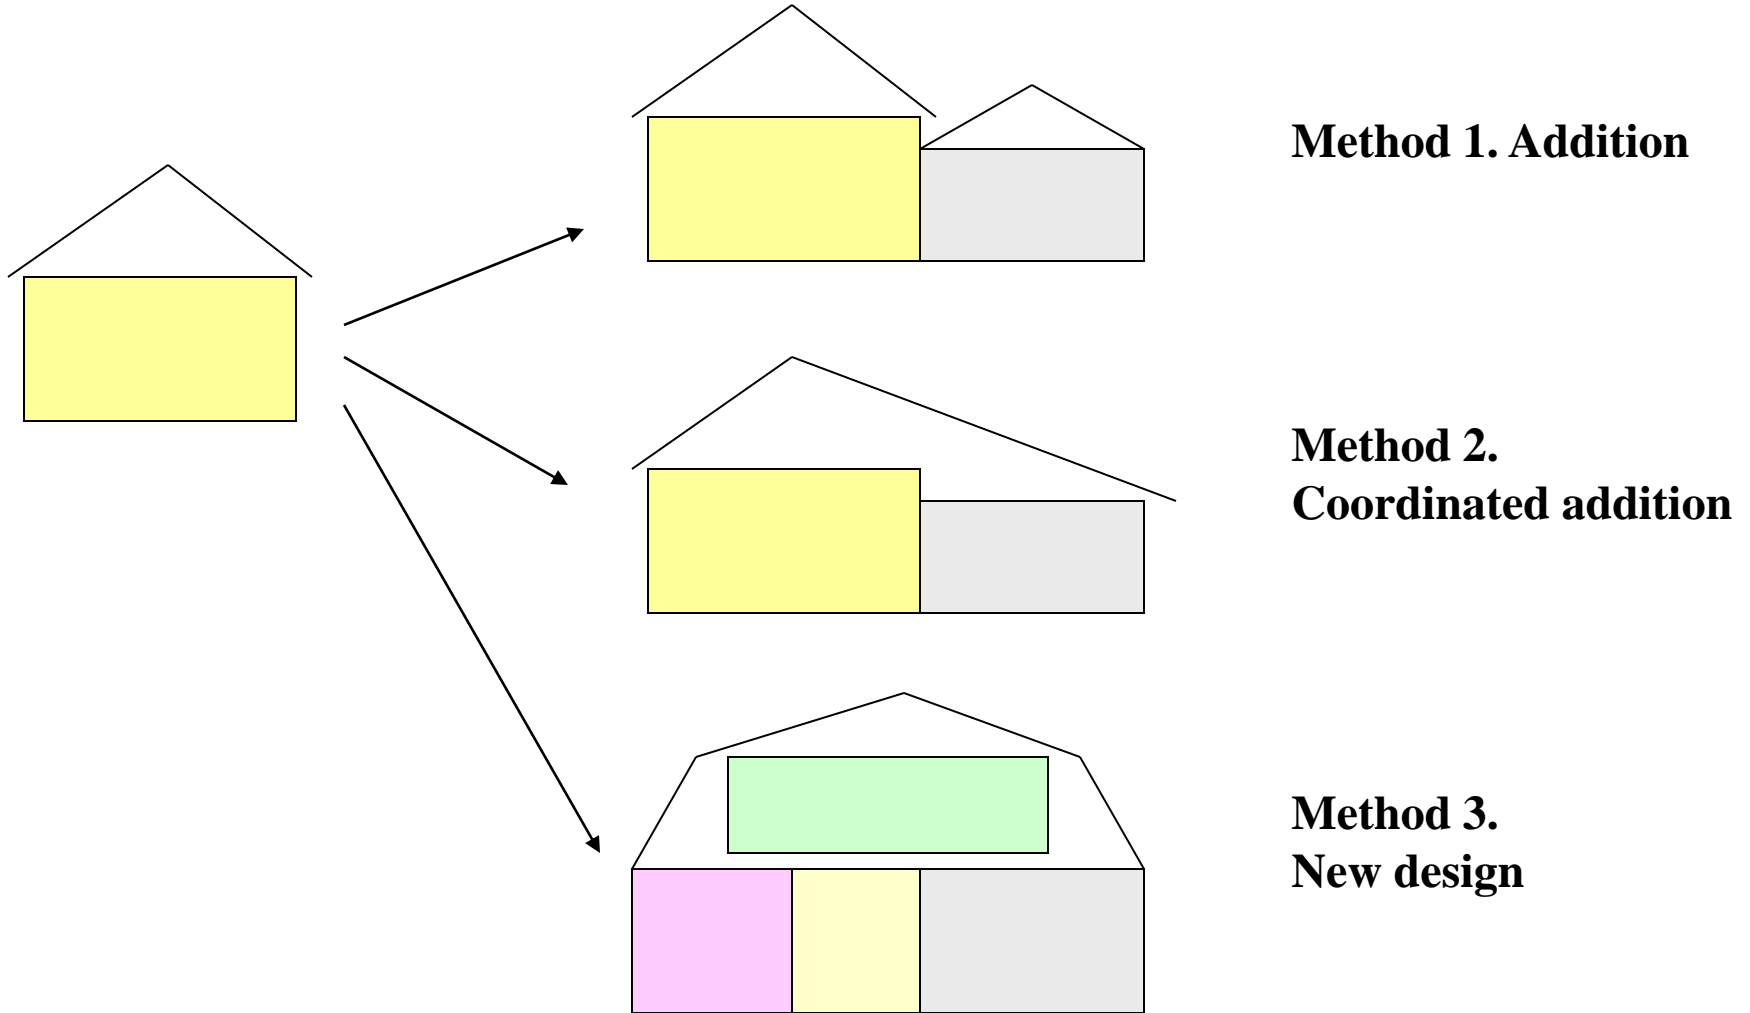 Method 1. Addition
Method 2.
Coordinated addition
Method 3.
New design